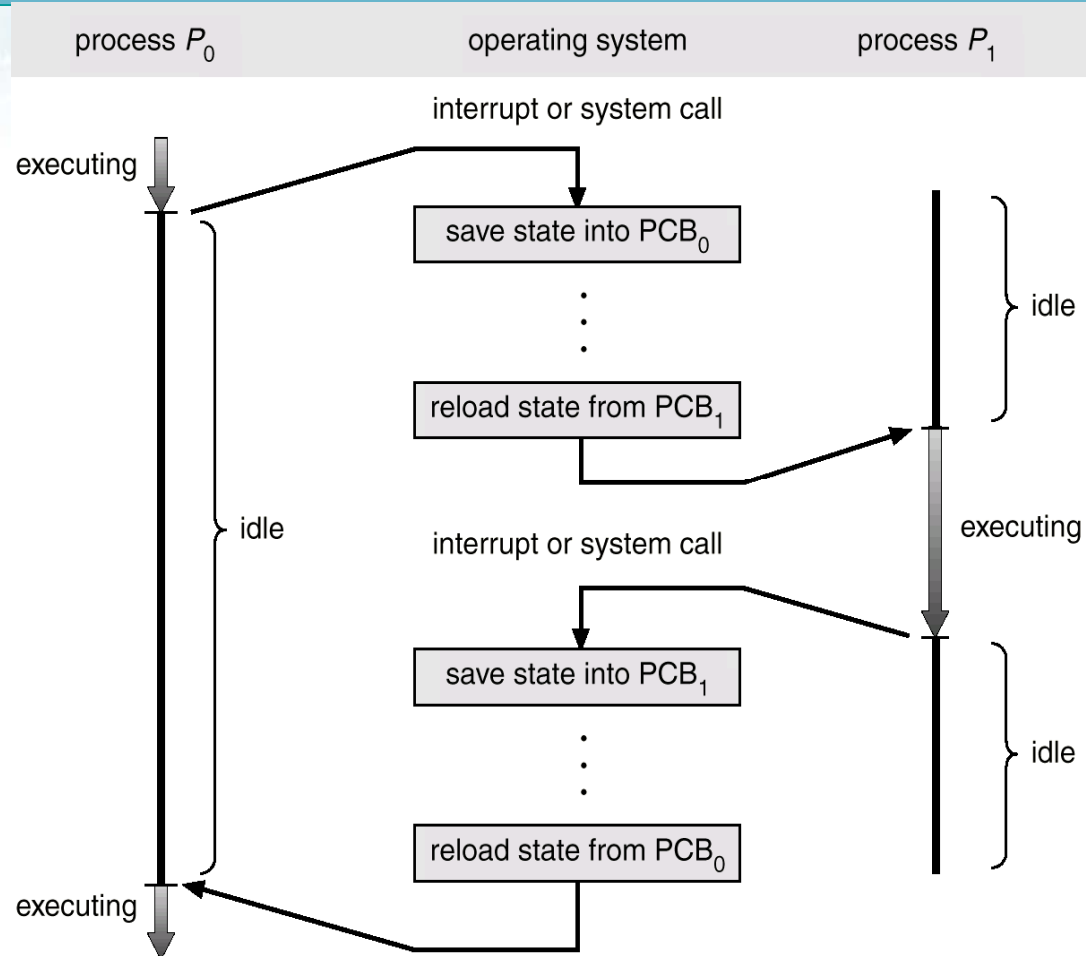 process P0 operating system process P1
interrupt or system call
executing
save state into PCB0
idle
reload state from PCB1
idle
interrupt or system call
executing
save state into PCB1
idle
reload state from PCB0
executing